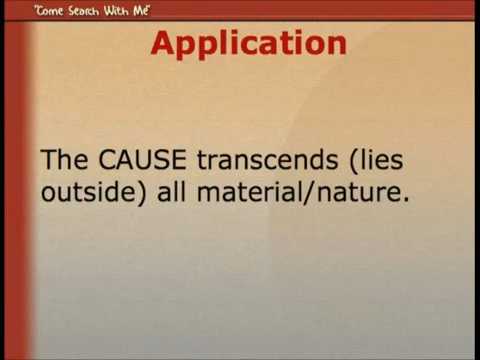 "Come Search With Me"
Application
The CAUSE transcends (lies
outside) all material/nature.